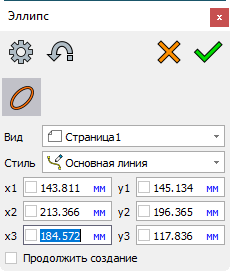 Эллипс
Вид Страница1
Стиль Основная линия
x1 143.811 мм y1 145.134 мм
x2 213.366 мм y2 196.365 мм
x3 184.572 мм y3 117.836 мм
Продолжить создание